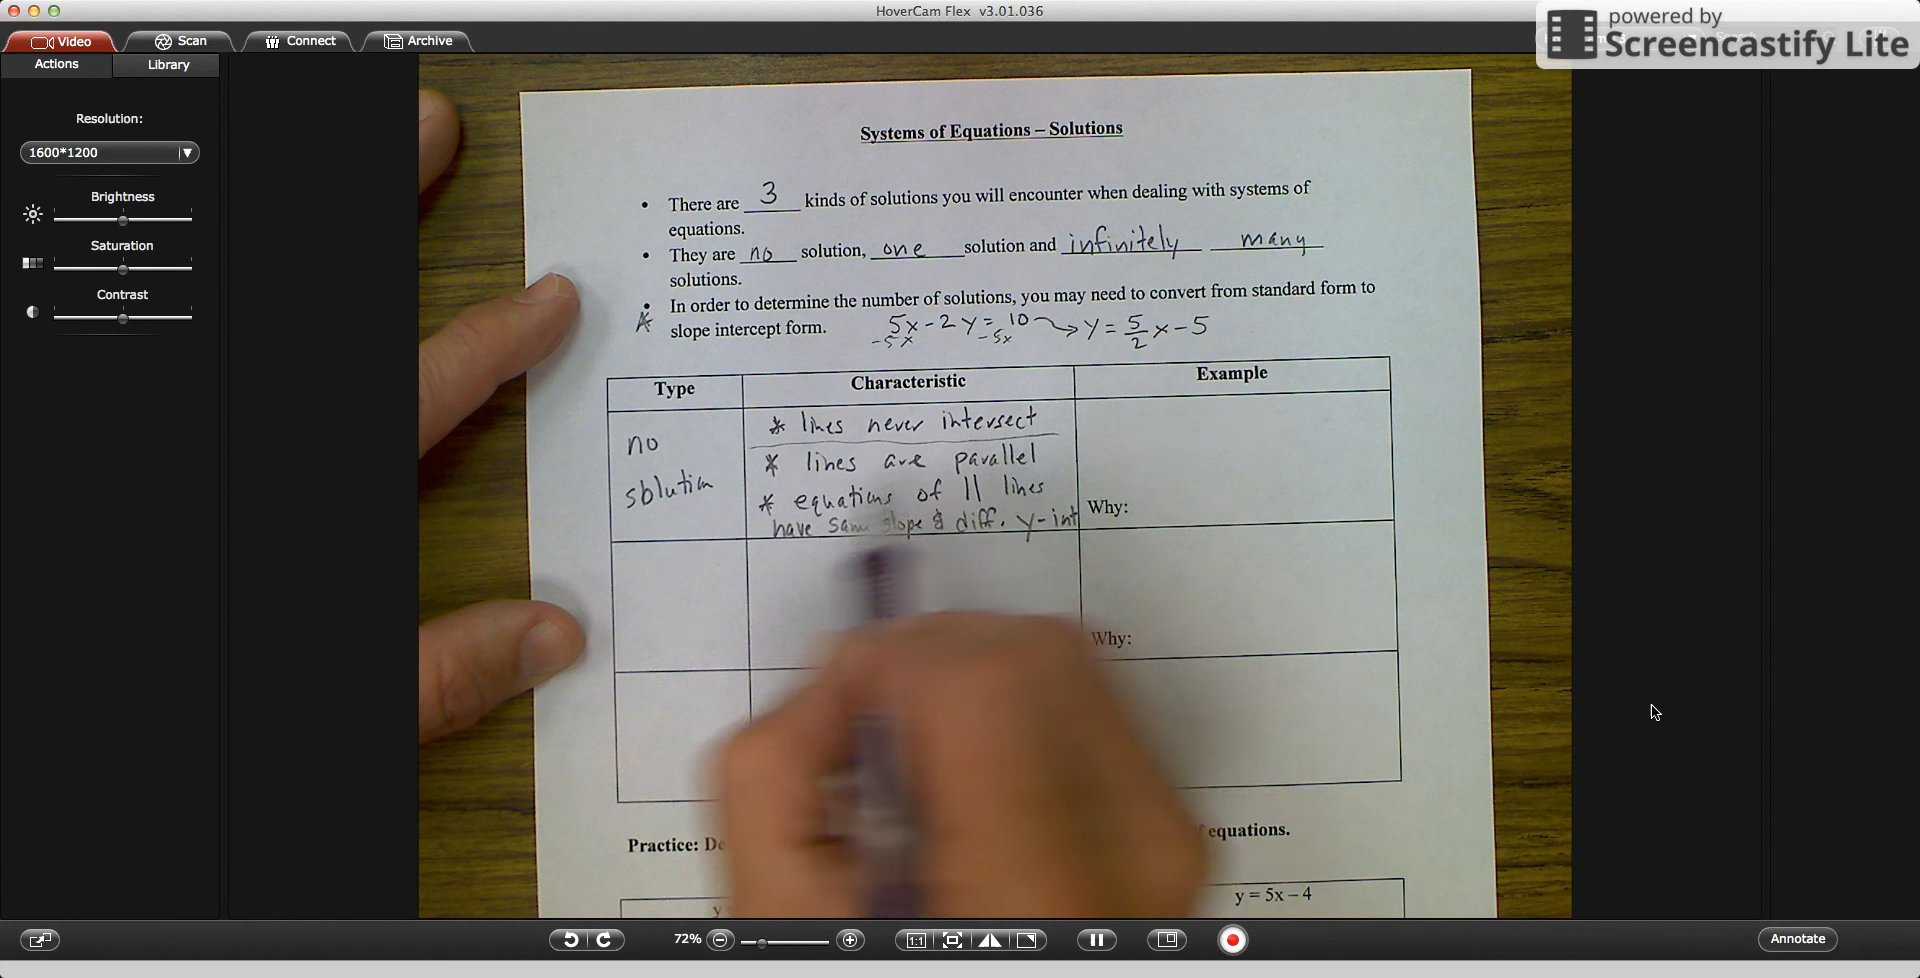 HoverCam Flex v3.01.036
powered by
Screencastify Lite
Video
Scan
Connect
Archive
Actions
Library
Resolution:
1600*1200
Brightness
Saturation
Contrast
Systems of Equations – Solutions
• There are 3 kinds of solutions you will encounter when dealing with systems of
equations.
• They are no solution, one solution and infinitely many
solutions.
• In order to determine the number of solutions, you may need to convert from standard form to
slope intercept form. 5x - 2y = 10 → y = 5/2 x - 5
-5x -5x
Type Characteristic Example
no
solution
* lines never intersect
* lines are parallel
* equations of || lines
have same slope & diff. y-int
Why:
Why:
Practice:
equations.
y = 5x – 4
72%
1:1
Annotate